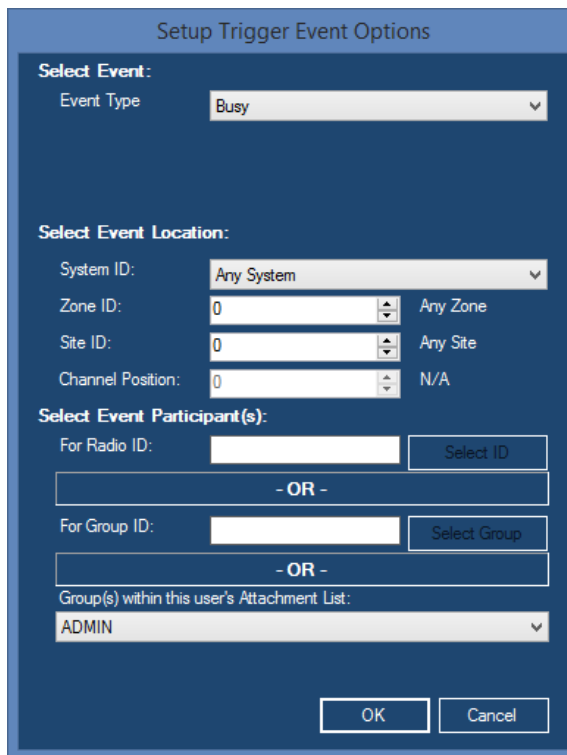 Setup Trigger Event Options
Select Event:
Event Type Busy
Select Event Location:
System ID: Any System
Zone ID: 0 Any Zone
Site ID: 0 Any Site
Channel Position: 0 N/A
Select Event Participant(s):
For Radio ID: Select ID
- OR -
For Group ID: Select Group
- OR -
Group(s) within this user's Attachment List:
ADMIN
OK Cancel